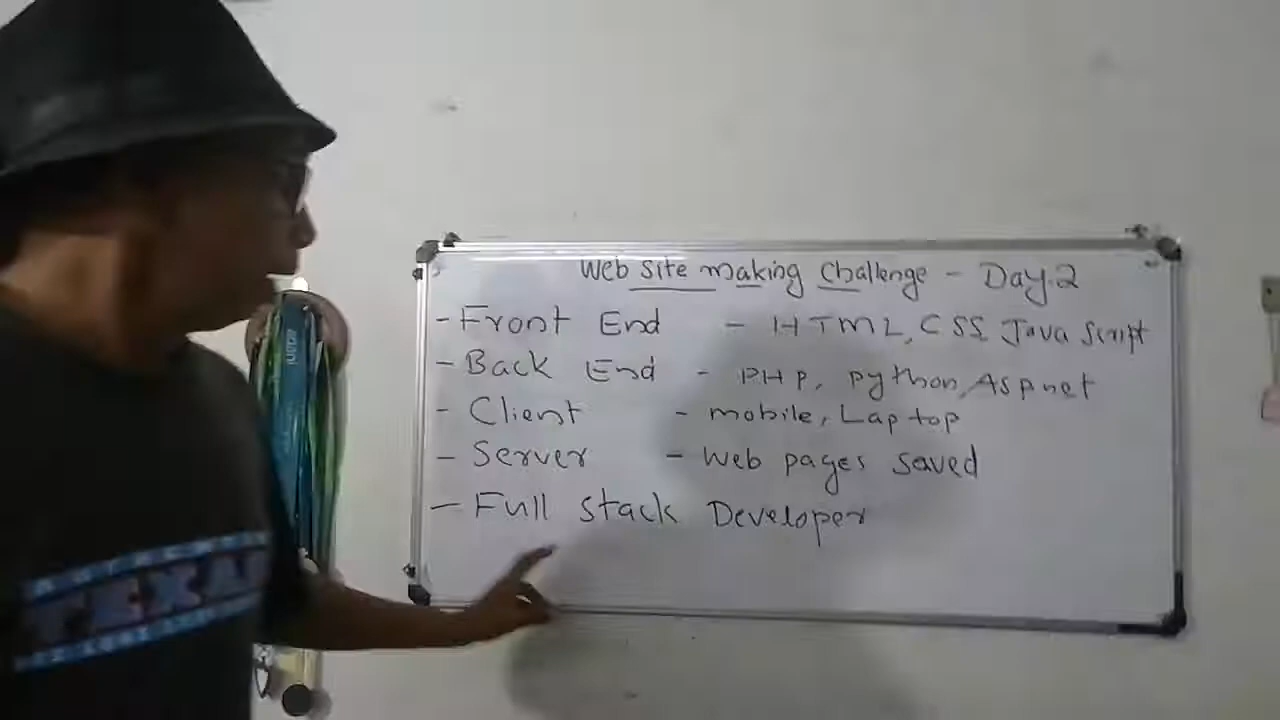 Web site making Challenge - Day.2
- Front End - HTML, CSS, Java Script
- Back End - PHP, Python, Asp net
- Client - mobile, Laptop
- Server - Web pages saved
- Full stack Developer
TEXAS